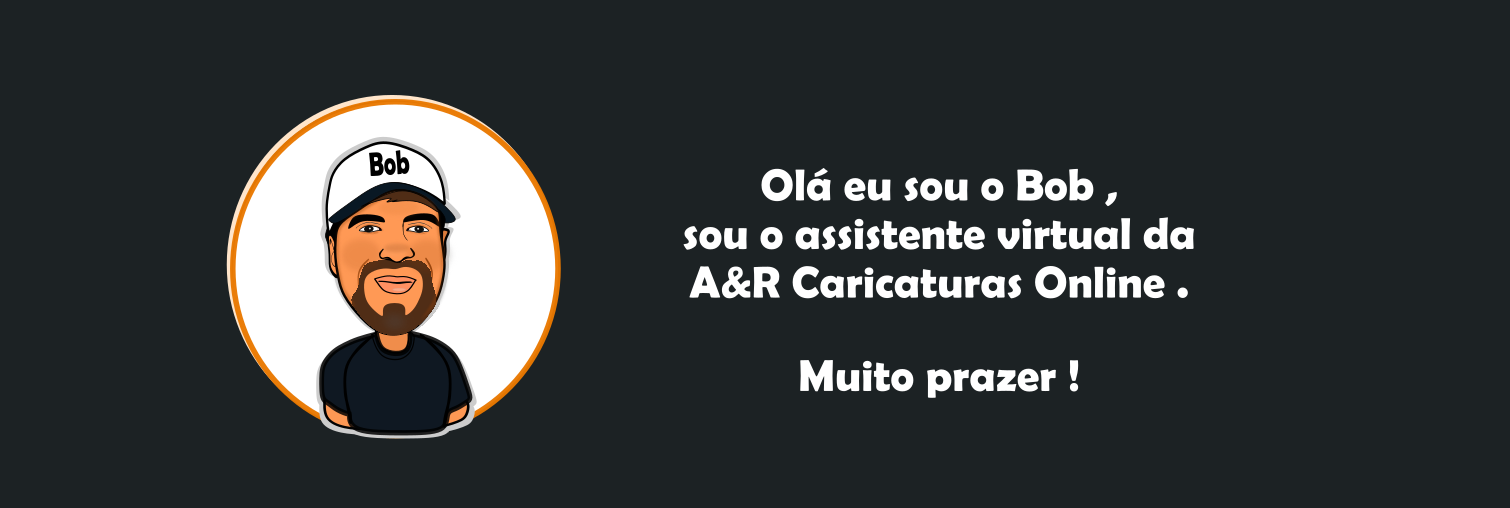 Bob
Olá eu sou o Bob ,
sou o assistente virtual da
A&R Caricaturas Online .
Muito prazer !